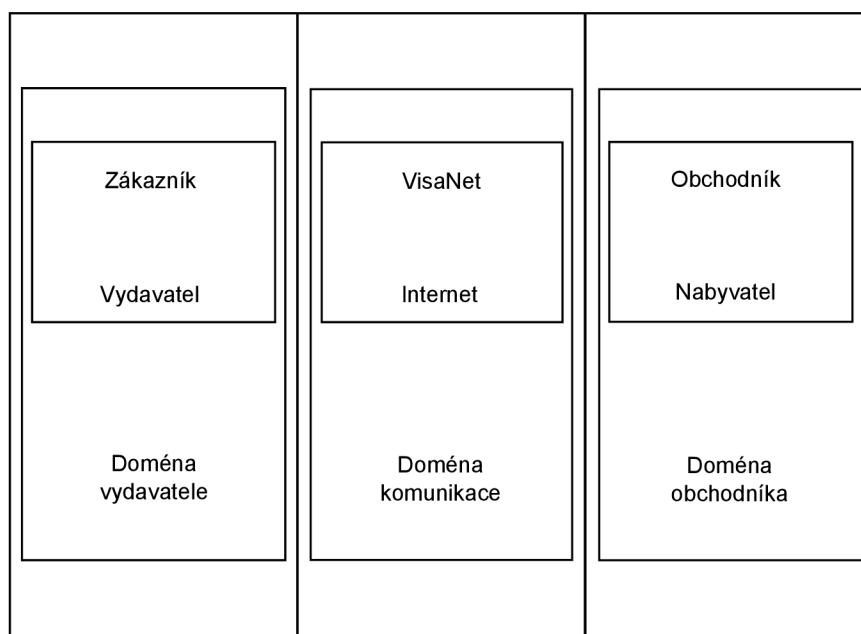 Zákazník
Vydavatel
Doména
vydavatele
VisaNet
Internet
Doména
komunikace
Obchodník
Nabyvatel
Doména
obchodníka